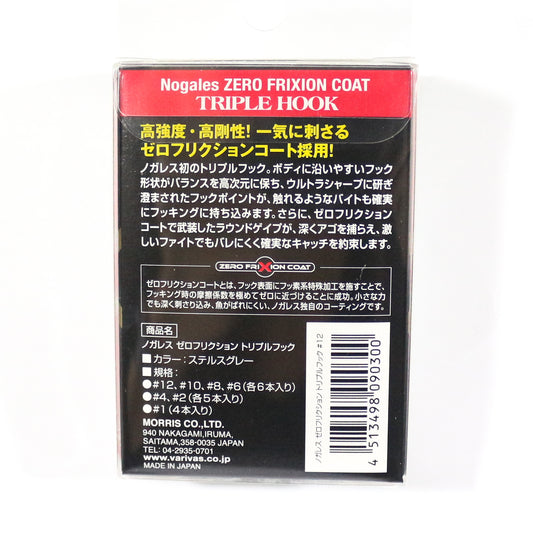 Nogales ZERO FRIXION COAT
TRIPLE HOOK
高強度・高剛性! 一気に刺さる
ゼロフリクションコート採用!
ノガレス初のトリプルフック。ボディに沿いやすいフック
形状がバランスを高次元に保ち、ウルトラシャープに研ぎ
澄まされたフックポイントが、触れるようなバイトも確実
にフッキングに持ち込みます。さらに、ゼロフリクション
コートで武装したラウンドゲイプが、深くアゴを捕らえ、激
しいファイトでもバレにくく確実なキャッチを約束します。
ZERO FRIXION COAT
ゼロフリクションコートとは、フック表面にフッ素系特殊加工を施すことで、
フッキング時の摩擦係数を極めてゼロに近づけることに成功。小さな力
でも深く刺さり込み、魚がばれにくい、ノガレス独自のコーティングです。
商品名
ノガレス ゼロフリクション トリプルフック
■カラー:ステルスグレー
■規格:
●#12、#10、#8、#6(各6本入り)
●#4、#2(各5本入り)
●#1(4本入り)
MORRIS CO.,LTD.
940 NAKAGAMI,IRUMA,
SAITAMA,358-0035 JAPAN
TEL: 04-2935-0701
www.varivas.co.jp
MADE IN JAPAN
ノガレス ゼロフリクション トリプルフック #12
4 513498 090300